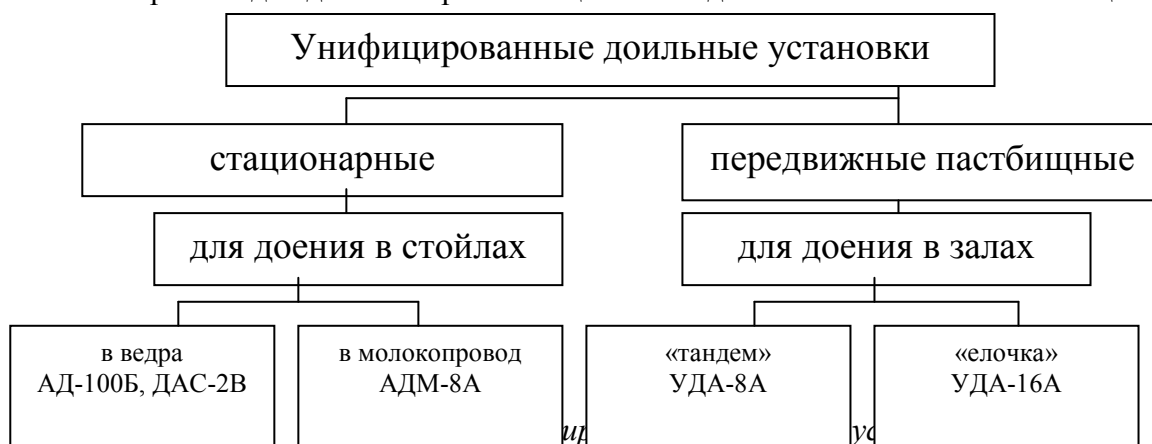 Унифицированные доильные установки
стационарные
передвижные пастбищные
для доения в стойлах
для доения в залах
в ведра
АД-100Б, ДАС-2В
в молокопровод
АДМ-8А
«тандем»
УДА-8А
«елочка»
УДА-16А